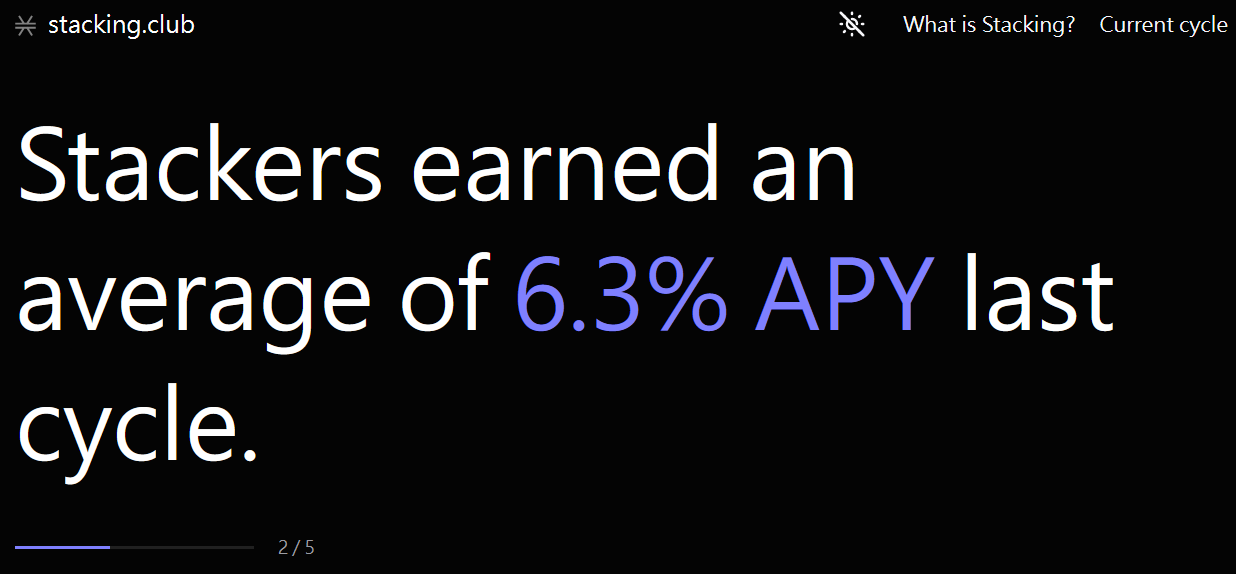 stacking.club
What is Stacking?
Current cycle
Stackers earned an
average of 6.3% APY last
cycle.
2 / 5